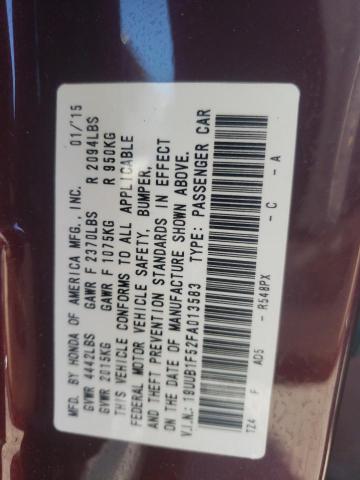 MFD. BY HONDA OF AMERICA MFG., INC. 01/'15
GVWR 4442LBS GAWR F 2370LBS R 2094LBS
GVWR 2015KG GAWR F 1075KG R 950KG
THIS VEHICLE CONFORMS TO ALL APPLICABLE
FEDERAL MOTOR VEHICLE SAFETY, BUMPER,
AND THEFT PREVENTION STANDARDS IN EFFECT
ON THE DATE OF MANUFACTURE SHOWN ABOVE.
V.I.N.: 19UUB1F52FA013583 TYPE: PASSENGER CAR
TZ4 F AD5 - R548PX - C - A